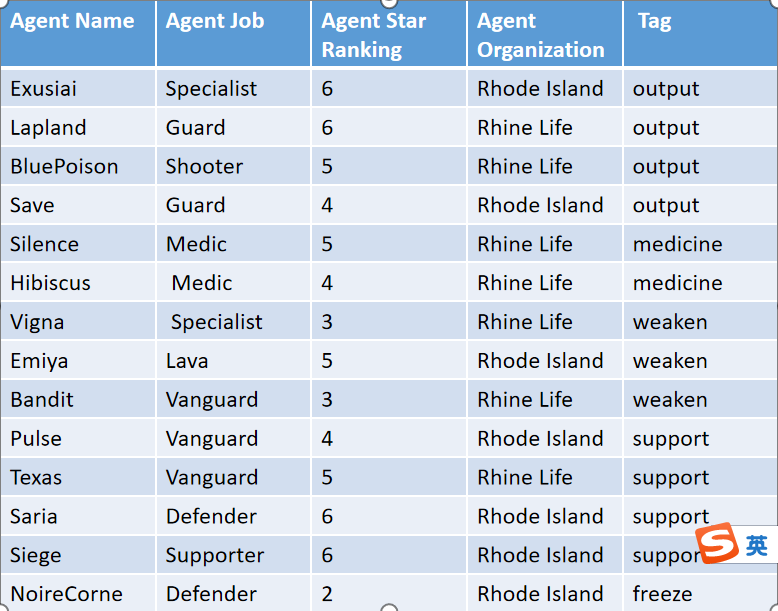 Agent Name Agent Job Agent Star Ranking Agent Organization Tag
Exusiai Specialist 6 Rhode Island output
Lapland Guard 6 Rhine Life output
BluePoison Shooter 5 Rhine Life output
Save Guard 4 Rhode Island output
Silence Medic 5 Rhine Life medicine
Hibiscus Medic 4 Rhine Life medicine
Vigna Specialist 3 Rhine Life weaken
Emiya Lava 5 Rhode Island weaken
Bandit Vanguard 3 Rhine Life weaken
Pulse Vanguard 4 Rhode Island support
Texas Vanguard 5 Rhine Life support
Saria Defender 6 Rhode Island support
Siege Supporter 6 Rhode Island suppor
S 英
NoireCorne Defender 2 Rhode Island freeze